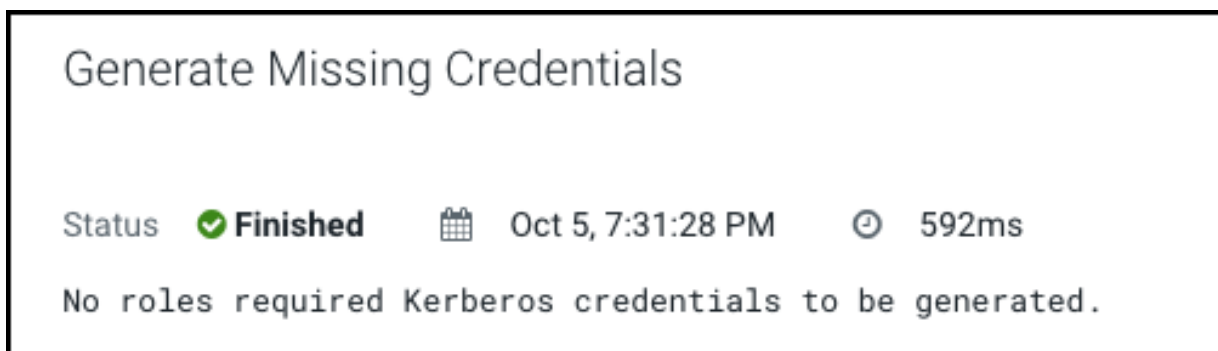 Generate Missing Credentials
Status Finished Oct 5, 7:31:28 PM 592ms
No roles required Kerberos credentials to be generated.